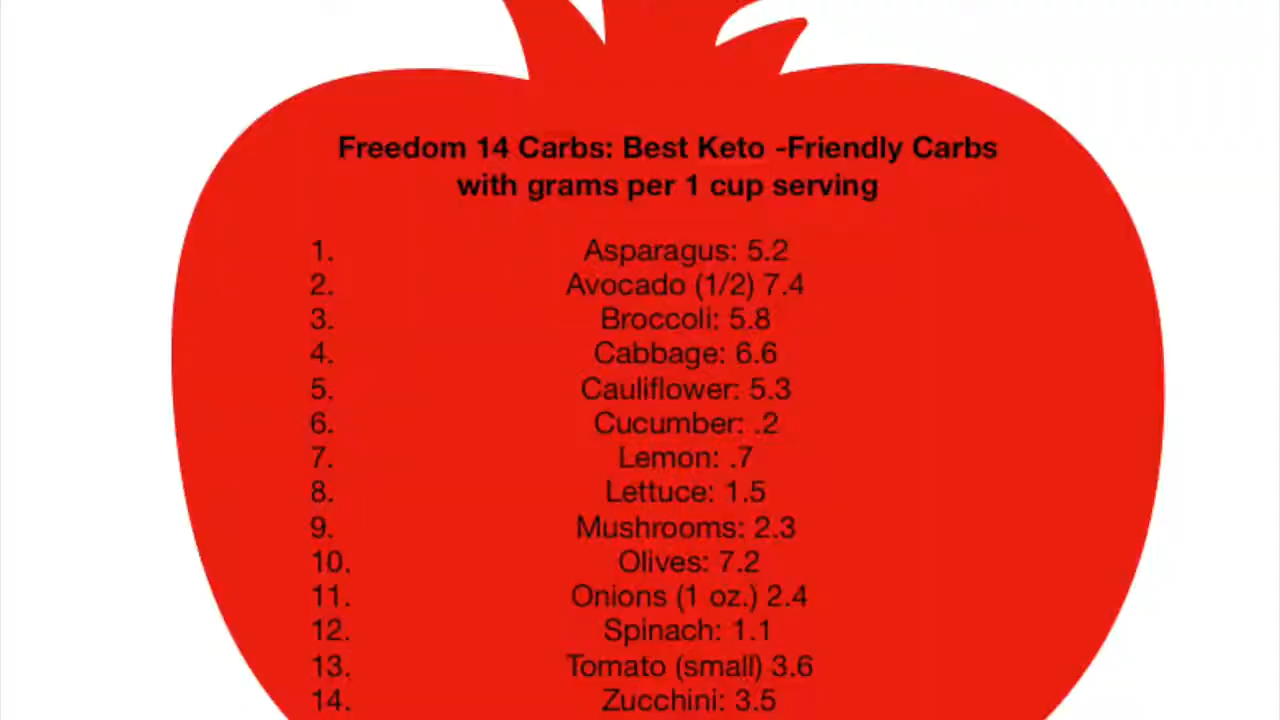 Freedom 14 Carbs: Best Keto -Friendly Carbs
with grams per 1 cup serving
1. Asparagus: 5.2
2. Avocado (1/2) 7.4
3. Broccoli: 5.8
4. Cabbage: 6.6
5. Cauliflower: 5.3
6. Cucumber: .2
7. Lemon: .7
8. Lettuce: 1.5
9. Mushrooms: 2.3
10. Olives: 7.2
11. Onions (1 oz.) 2.4
12. Spinach: 1.1
13. Tomato (small) 3.6
14. Zucchini: 3.5